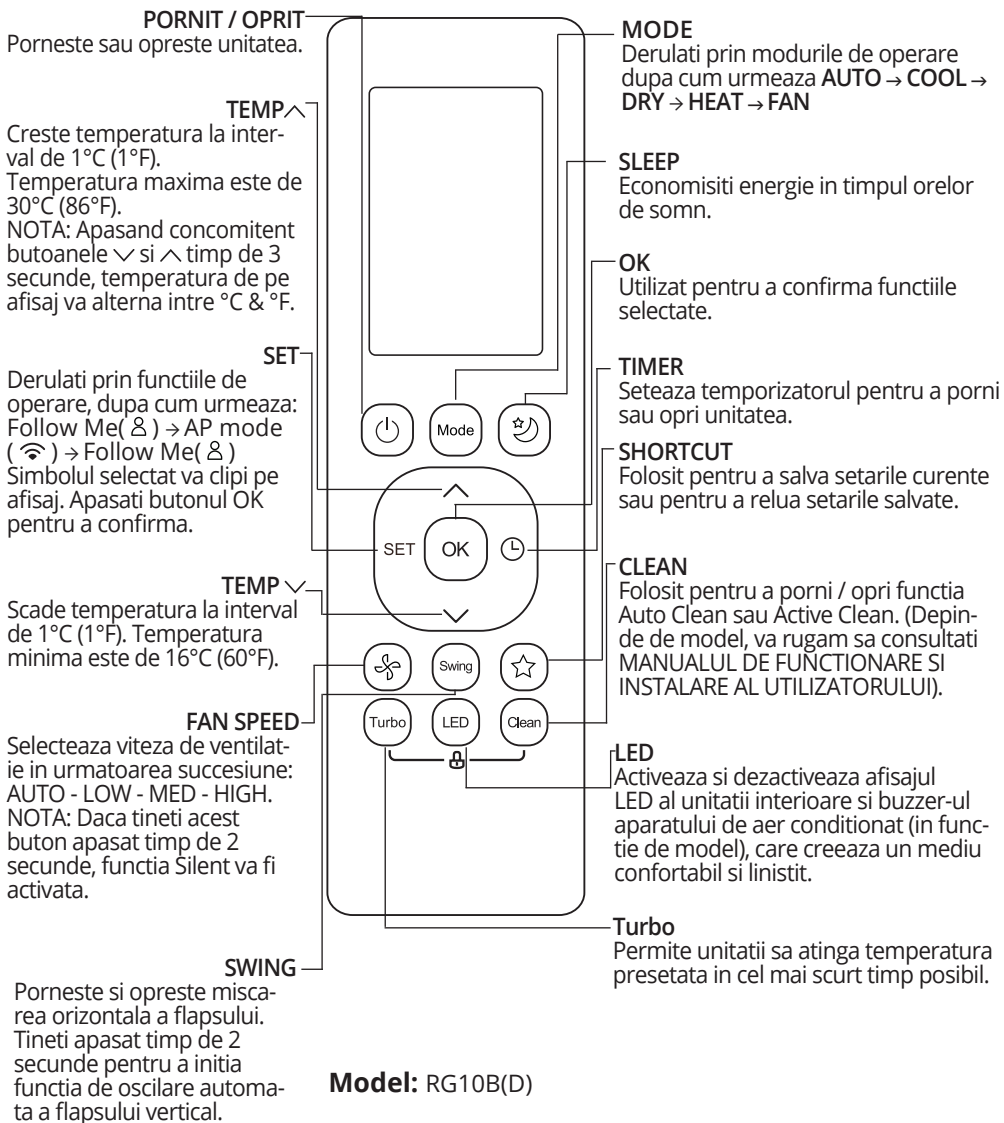 PORNIT / OPRIT
Porneste sau opreste unitatea.
TEMP︿
Creste temperatura la inter-
val de 1°C (1°F).
Temperatura maxima este de
30°C (86°F).
NOTA: Apasand concomitent
butoanele ﹀ si ︿ timp de 3
secunde, temperatura de pe
afisaj va alterna intre °C & °F.
SET
Derulati prin functiile de
operare, dupa cum urmeaza:
Follow Me( ) → AP mode
( ) → Follow Me( )
Simbolul selectat va clipi pe
afisaj. Apasati butonul OK
pentru a confirma.
TEMP ﹀
Scade temperatura la interval
de 1°C (1°F). Temperatura
minima este de 16°C (60°F).
FAN SPEED
Selecteaza viteza de ventilat-
ie in urmatoarea succesiune:
AUTO - LOW - MED - HIGH.
NOTA: Daca tineti acest
buton apasat timp de 2
secunde, functia Silent va fi
activata.
SWING
Porneste si opreste misca-
rea orizontala a flapsului.
Tineti apasat timp de 2
secunde pentru a initia
functia de oscilare automa-
ta a flapsului vertical.
Mode
SET
OK
Swing
Turbo
LED
Clean
MODE
Derulati prin modurile de operare
dupa cum urmeaza AUTO → COOL →
DRY → HEAT → FAN
SLEEP
Economisiti energie in timpul orelor
de somn.
OK
Utilizat pentru a confirma functiile
selectate.
TIMER
Seteaza temporizatorul pentru a porni
sau opri unitatea.
SHORTCUT
Folosit pentru a salva setarile curente
sau pentru a relua setarile salvate.
CLEAN
Folosit pentru a porni / opri functia
Auto Clean sau Active Clean. (Depin-
de de model, va rugam sa consultati
MANUALUL DE FUNCTIONARE SI
INSTALARE AL UTILIZATORULUI).
LED
Activeaza si dezactiveaza afisajul
LED al unitatii interioare si buzzer-ul
aparatului de aer conditionat (in func-
tie de model), care creeaza un mediu
confortabil si linistit.
Turbo
Permite unitatii sa atinga temperatura
presetata in cel mai scurt timp posibil.
Model: RG10B(D)